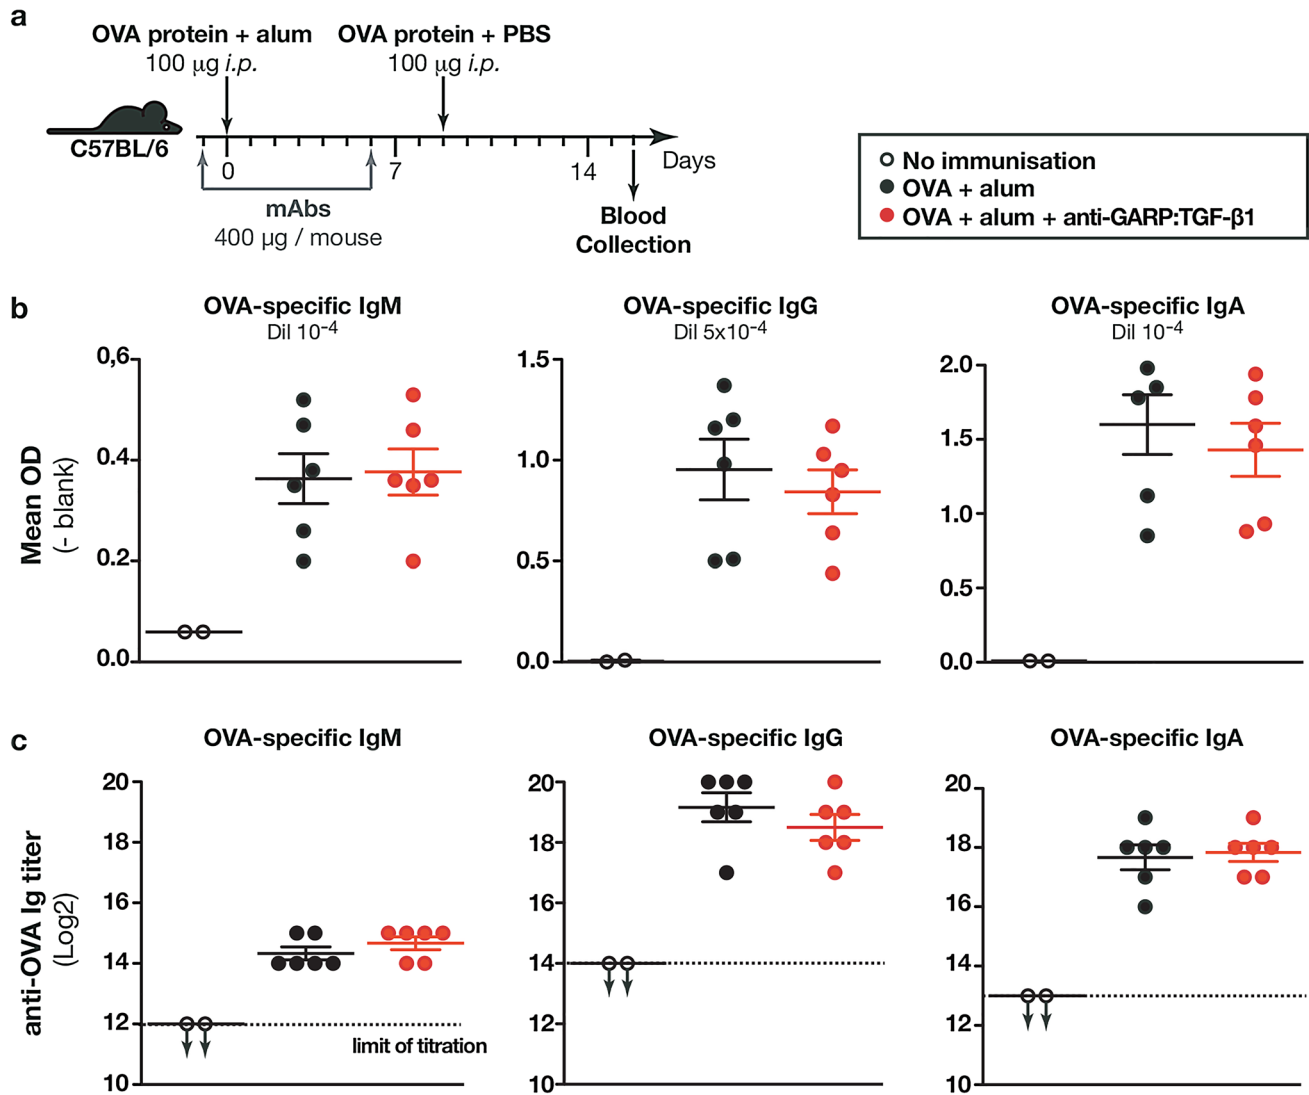 a
OVA protein + alum
100 µg i.p.
OVA protein + PBS
100 µg i.p.
C57BL/6
0
7
14
Days
mAbs
400 µg / mouse
Blood
Collection
No immunisation
OVA + alum
OVA + alum + anti-GARP:TGF-β1
b
Mean OD
(- blank)
OVA-specific IgM
Dil 10⁻⁴
0,6
0.4
0.2
0.0
OVA-specific IgG
Dil 5x10⁻⁴
1.5
1.0
0.5
0.0
OVA-specific IgA
Dil 10⁻⁴
2.0
1.5
1.0
0.5
0.0
c
anti-OVA Ig titer
(Log2)
OVA-specific IgM
20
18
16
14
12
10
limit of titration
OVA-specific IgG
20
18
16
14
12
10
OVA-specific IgA
20
18
16
14
12
10